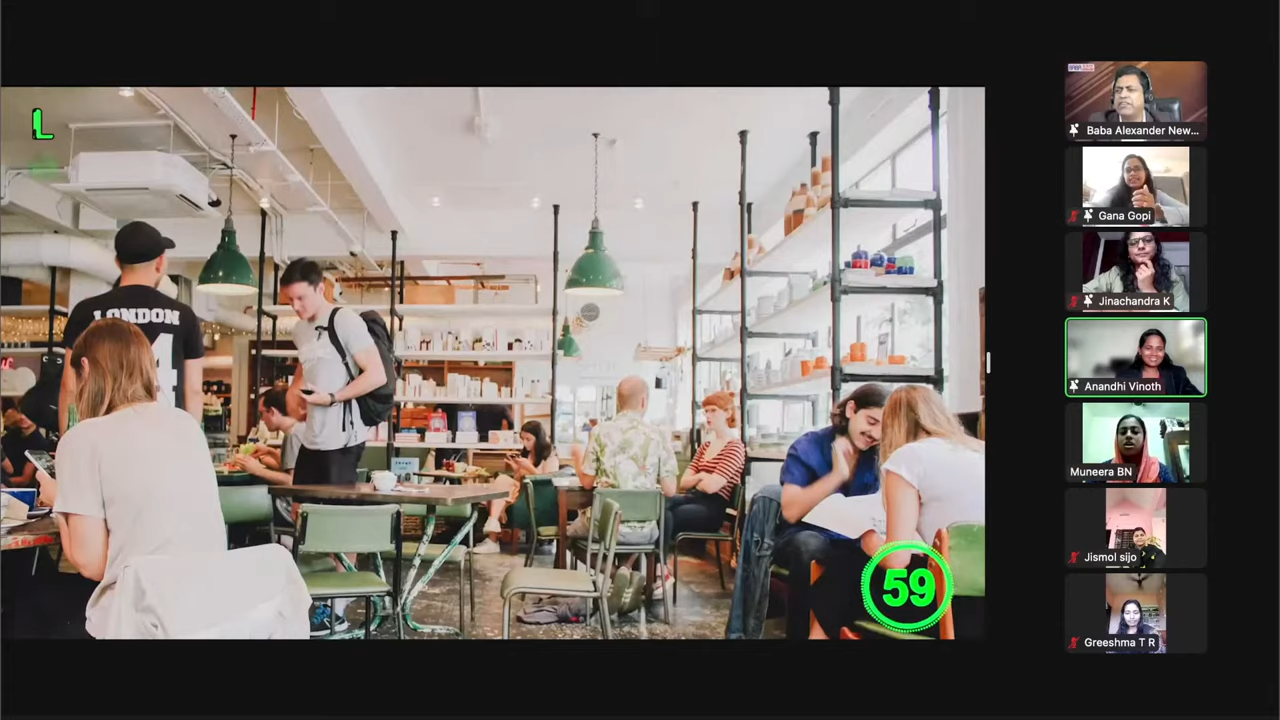 L
LONDON
59
Baba Alexander New...
Gana Gopi
Jinachandra K
Anandhi Vinoth
Muneera BN
Jismol sijo
Greeshma T R